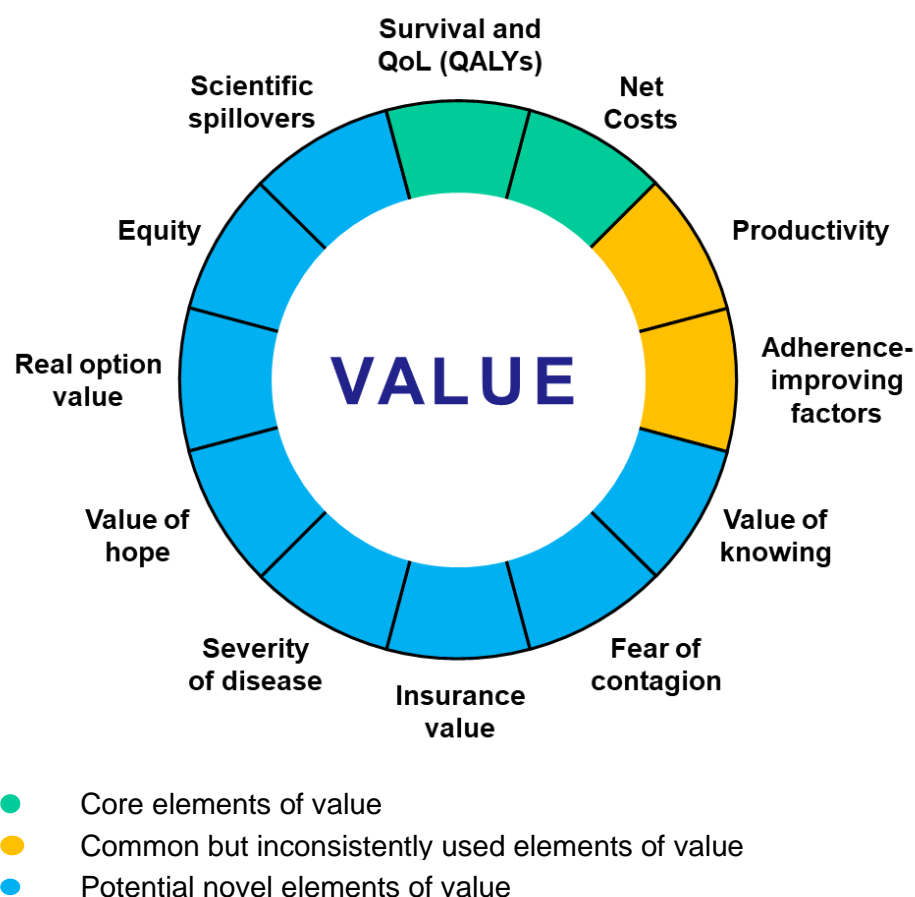 Survival and
QoL (QALYs)
Net
Costs
Productivity
Adherence-
improving
factors
Value of
knowing
Fear of
contagion
Insurance
value
Severity
of disease
Value of
hope
Real option
value
Equity
Scientific
spillovers
VALUE
Core elements of value
Common but inconsistently used elements of value
Potential novel elements of value